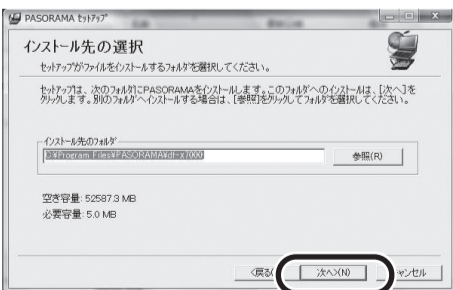 PASORAMA ｾｯﾄｱｯﾌﾟ
インストール先の選択
ｾｯﾄｱｯﾌﾟがﾌｧｲﾙをｲﾝｽﾄｰﾙするﾌｫﾙﾀﾞを選択してください。
ｾｯﾄｱｯﾌﾟは、次のﾌｫﾙﾀﾞにPASORAMAをｲﾝｽﾄｰﾙします。このﾌｫﾙﾀﾞへのｲﾝｽﾄｰﾙは、[次へ]を
ｸﾘｯｸします。別のﾌｫﾙﾀﾞへｲﾝｽﾄｰﾙする場合は、[参照]をｸﾘｯｸしてﾌｫﾙﾀﾞを選択してください。
ｲﾝｽﾄｰﾙ先のﾌｫﾙﾀﾞ
C:¥Program Files¥PASORAMA¥df-x7000
参照(R)
空き容量: 52587.3 MB
必要容量: 5.0 MB
<戻る
次へ>(N)
ャンセル